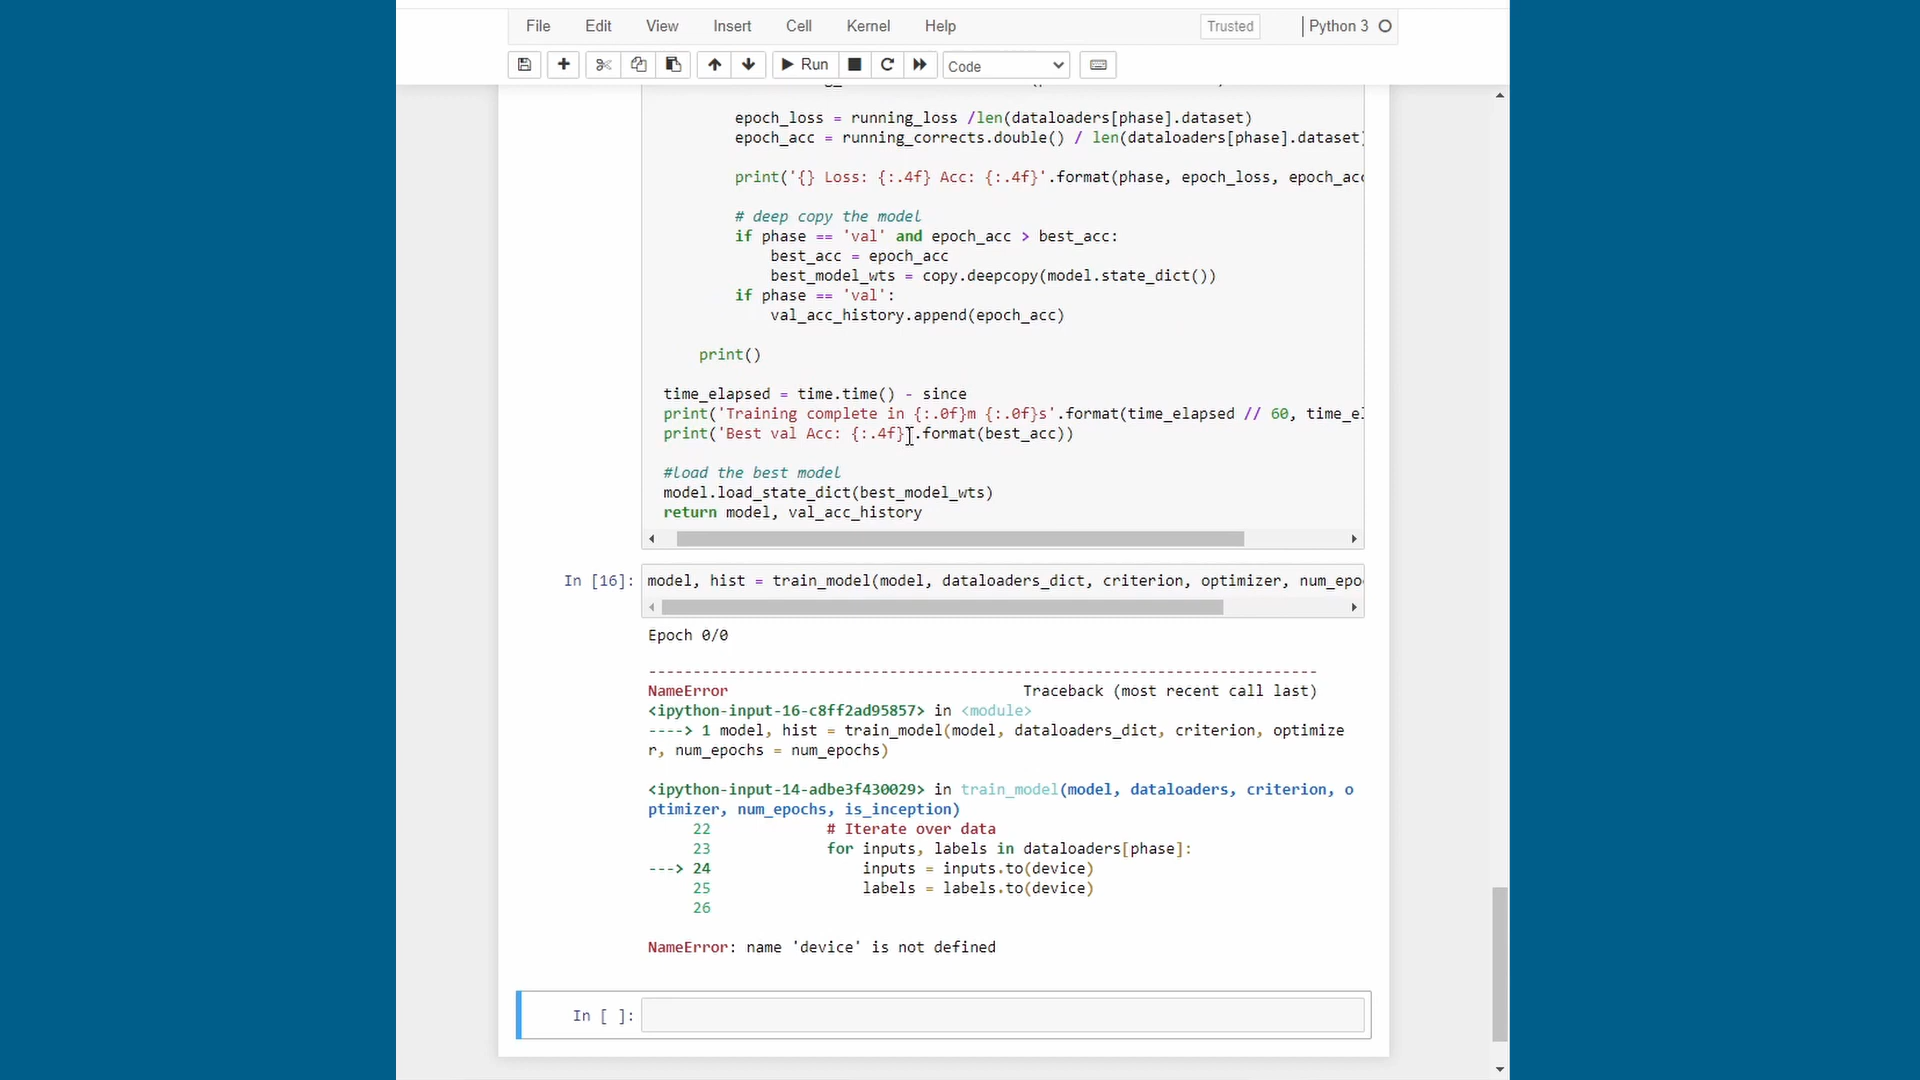 File Edit View Insert Cell Kernel Help Trusted Python 3
Run Code
epoch_loss = running_loss /len(dataloaders[phase].dataset)
epoch_acc = running_corrects.double() / len(dataloaders[phase].dataset)
print('{} Loss: {:.4f} Acc: {:.4f}'.format(phase, epoch_loss, epoch_acc
# deep copy the model
if phase == 'val' and epoch_acc > best_acc:
best_acc = epoch_acc
best_model_wts = copy.deepcopy(model.state_dict())
if phase == 'val':
val_acc_history.append(epoch_acc)
print()
time_elapsed = time.time() - since
print('Training complete in {:.0f}m {:.0f}s'.format(time_elapsed // 60, time_el
print('Best val Acc: {:.4f}'.format(best_acc))
#load the best model
model.load_state_dict(best_model_wts)
return model, val_acc_history
In [16]: model, hist = train_model(model, dataloaders_dict, criterion, optimizer, num_epo
Epoch 0/0
---------------------------------------------------------------------------
NameError Traceback (most recent call last)
<ipython-input-16-c8ff2ad95857> in <module>
----> 1 model, hist = train_model(model, dataloaders_dict, criterion, optimize
r, num_epochs = num_epochs)
<ipython-input-14-adbe3f430029> in train_model(model, dataloaders, criterion, o
ptimizer, num_epochs, is_inception)
22 # Iterate over data
23 for inputs, labels in dataloaders[phase]:
---> 24 inputs = inputs.to(device)
25 labels = labels.to(device)
26
NameError: name 'device' is not defined
In [ ]: